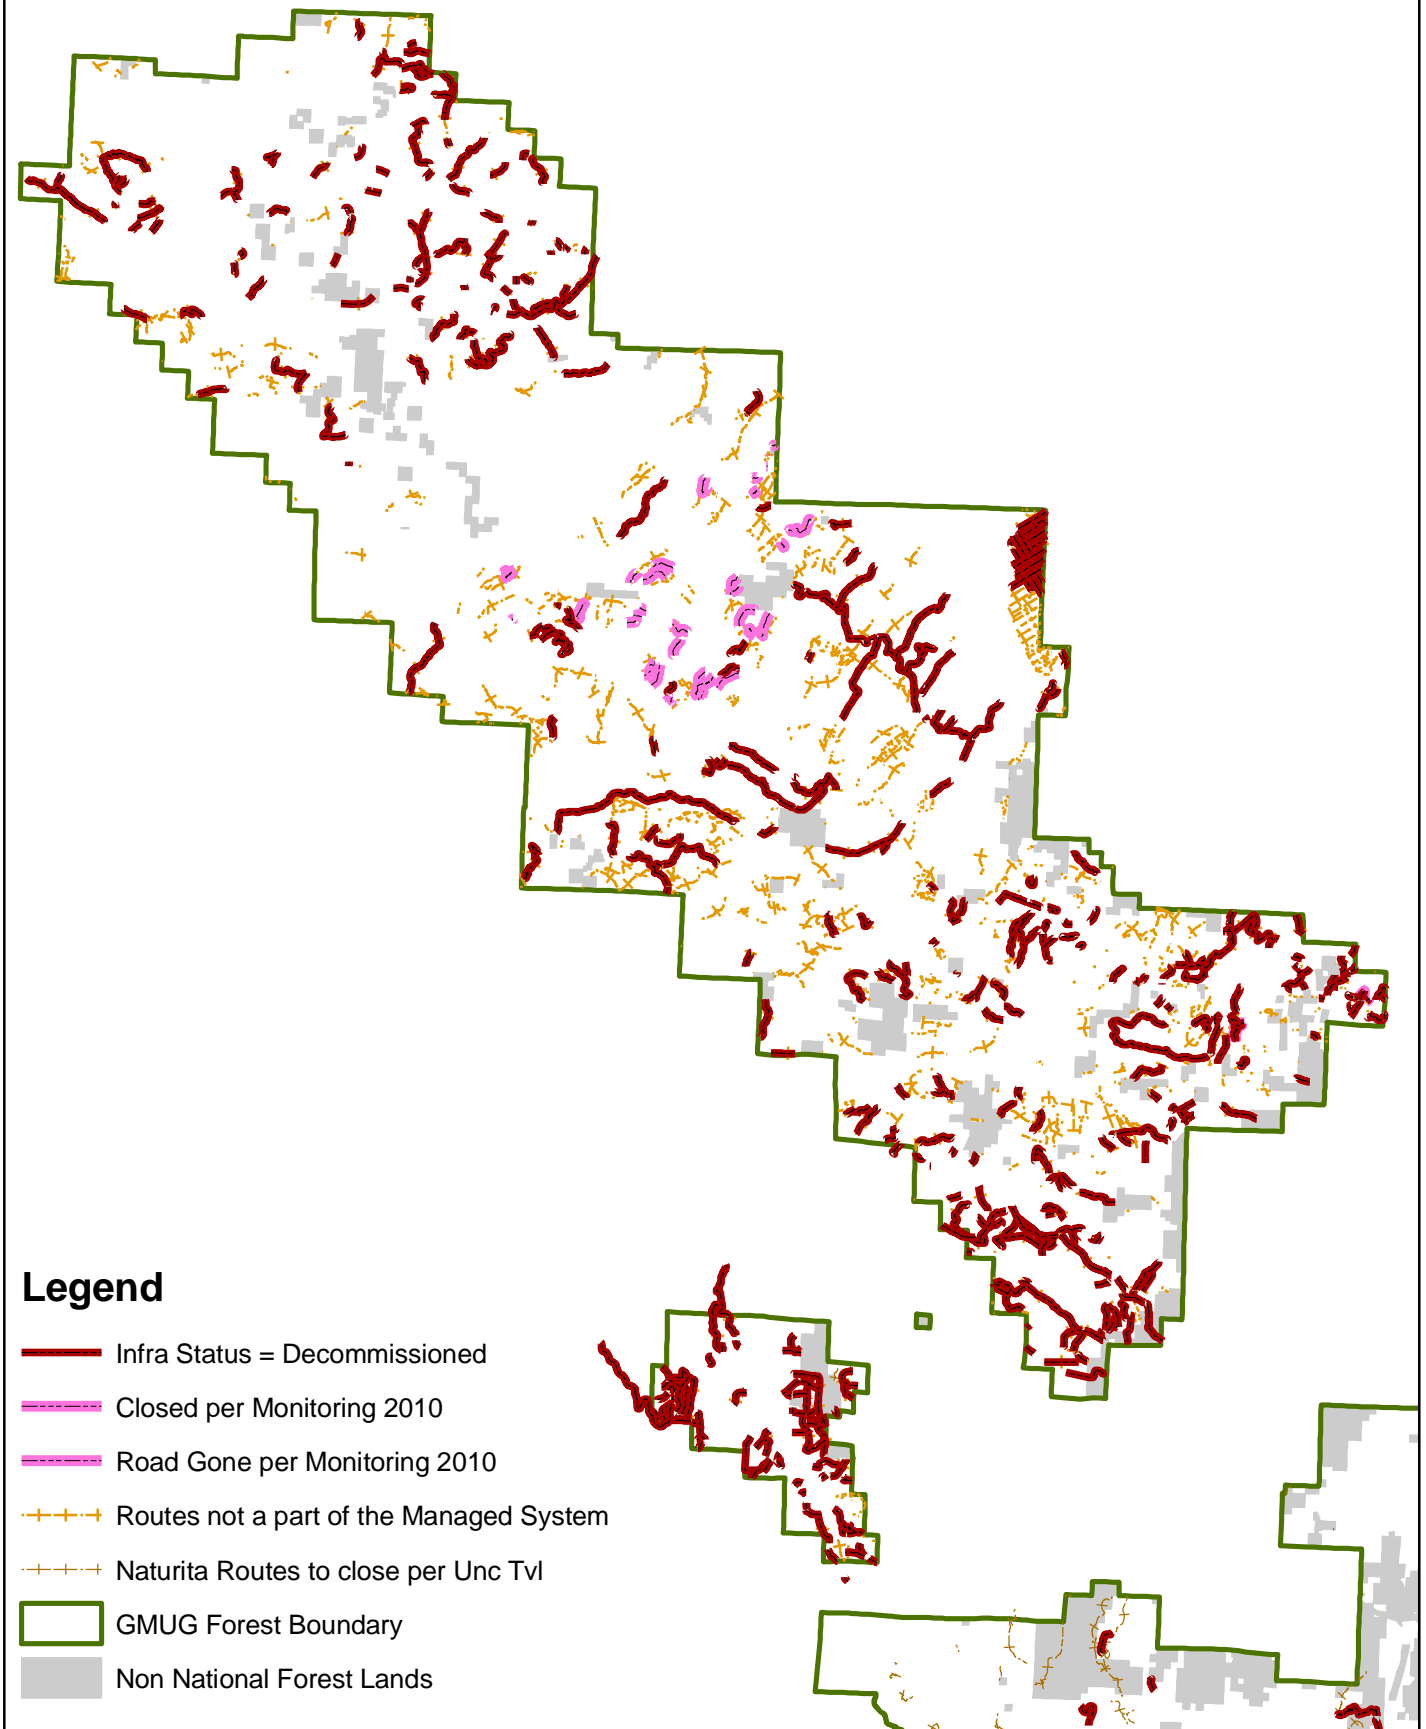 Legend
Infra Status = Decommissioned
Closed per Monitoring 2010
Road Gone per Monitoring 2010
Routes not a part of the Managed System
Naturita Routes to close per Unc Tvl
GMUG Forest Boundary
Non National Forest Lands